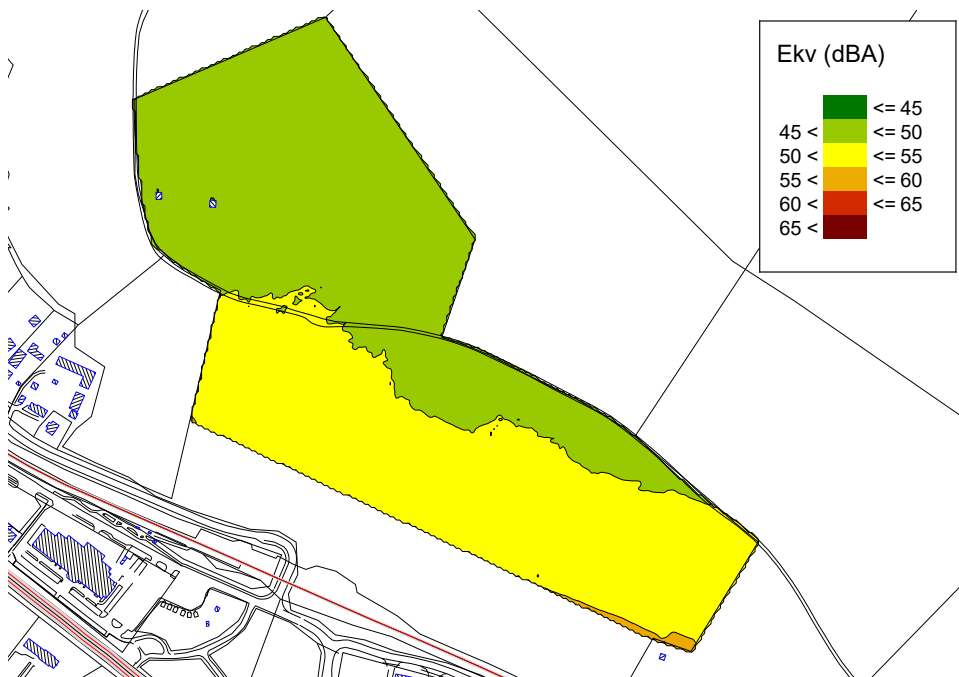 Ekv (dBA)
<= 45
45 < <= 50
50 < <= 55
55 < <= 60
60 < <= 65
65 <